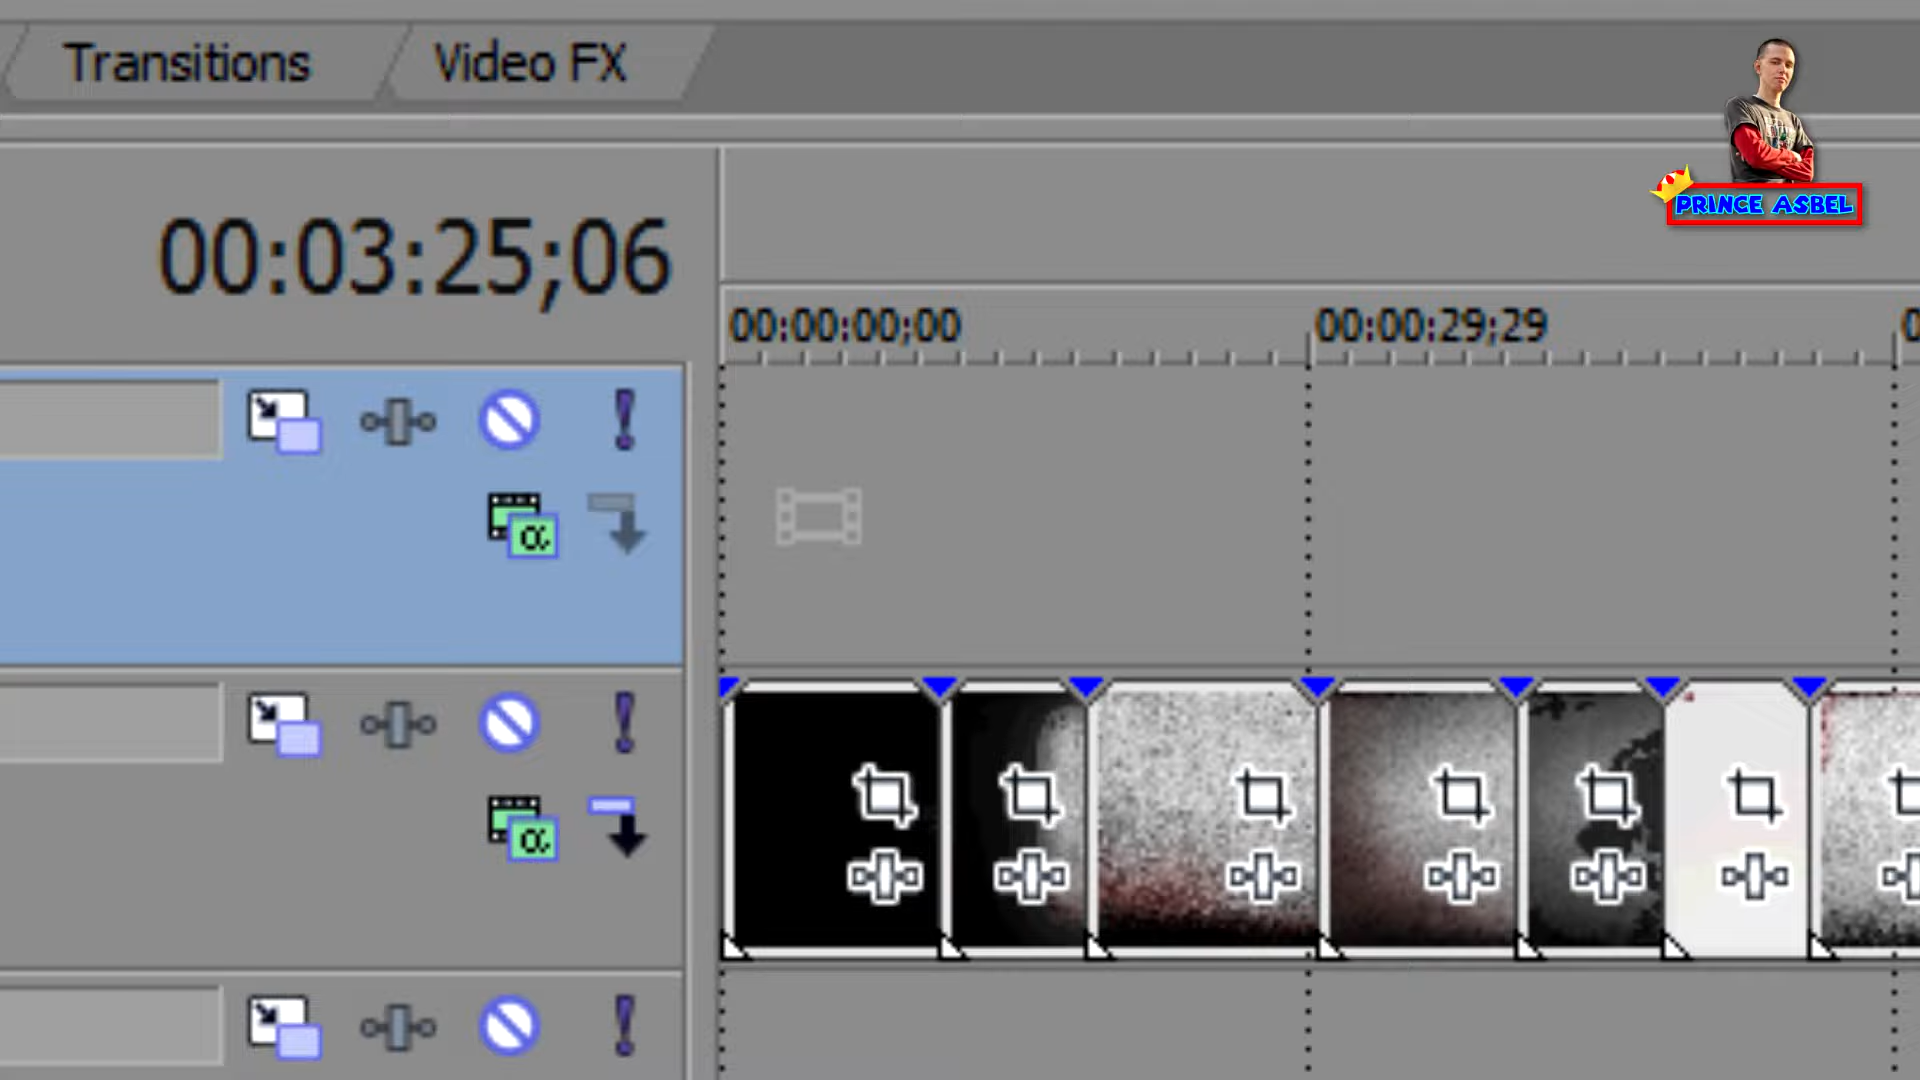 Transitions
Video FX
PRINCE ASBEL
00:03:25;06
00:00:00;00
00:00:29;29
α
α